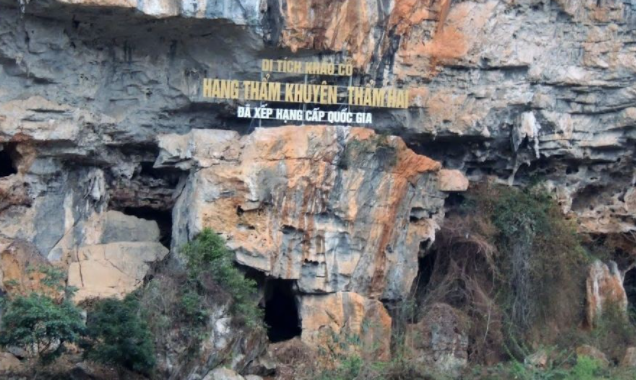 DI TÍCH KHẢO CỔ
HANG THẨM KHUYÊN - THẨM HAI
ĐÃ XẾP HẠNG CẤP QUỐC GIA